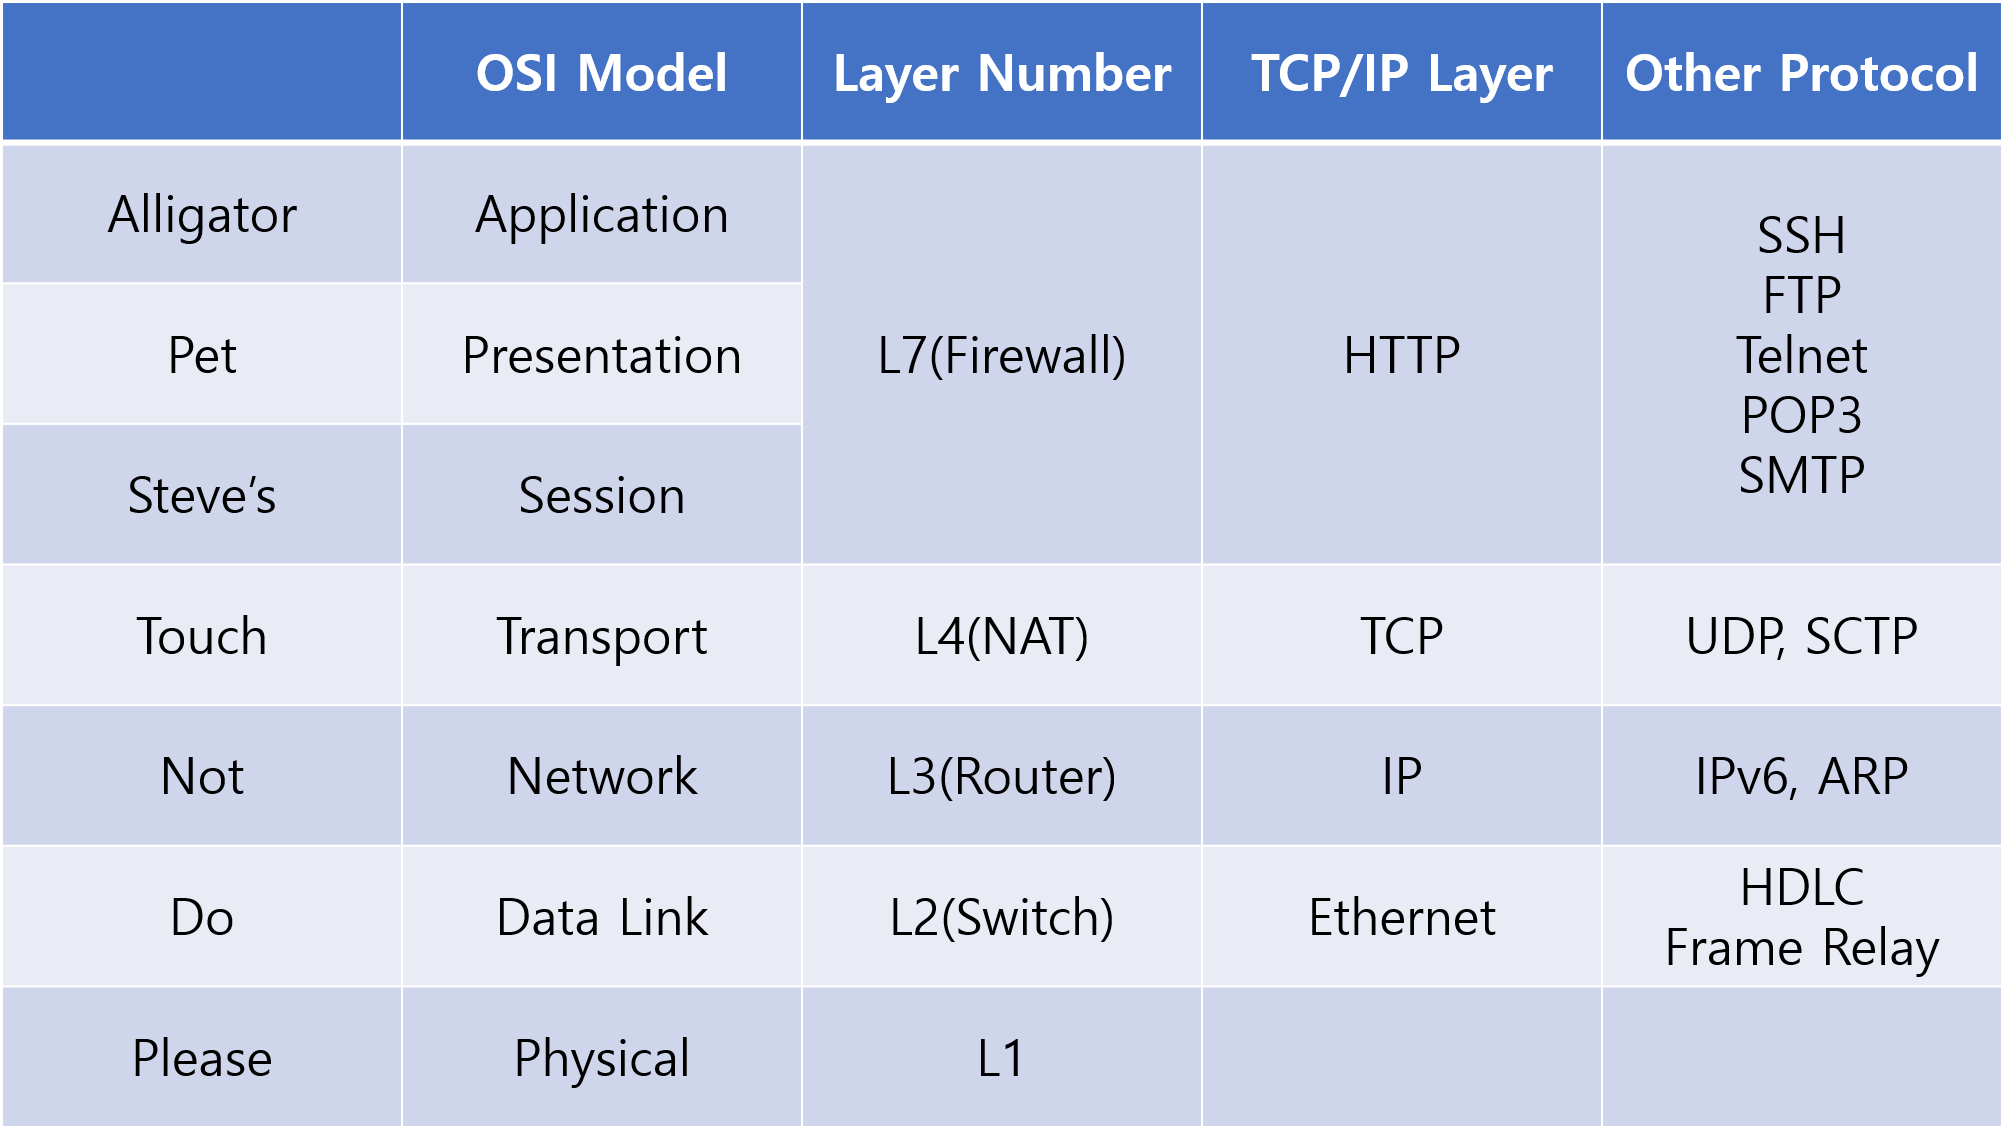 OSI Model Layer Number TCP/IP Layer Other Protocol
Alligator Application
Pet Presentation
Steve’s Session
L7(Firewall) HTTP
SSH
FTP
Telnet
POP3
SMTP
Touch Transport L4(NAT) TCP UDP, SCTP
Not Network L3(Router) IP IPv6, ARP
Do Data Link L2(Switch) Ethernet
HDLC
Frame Relay
Please Physical L1